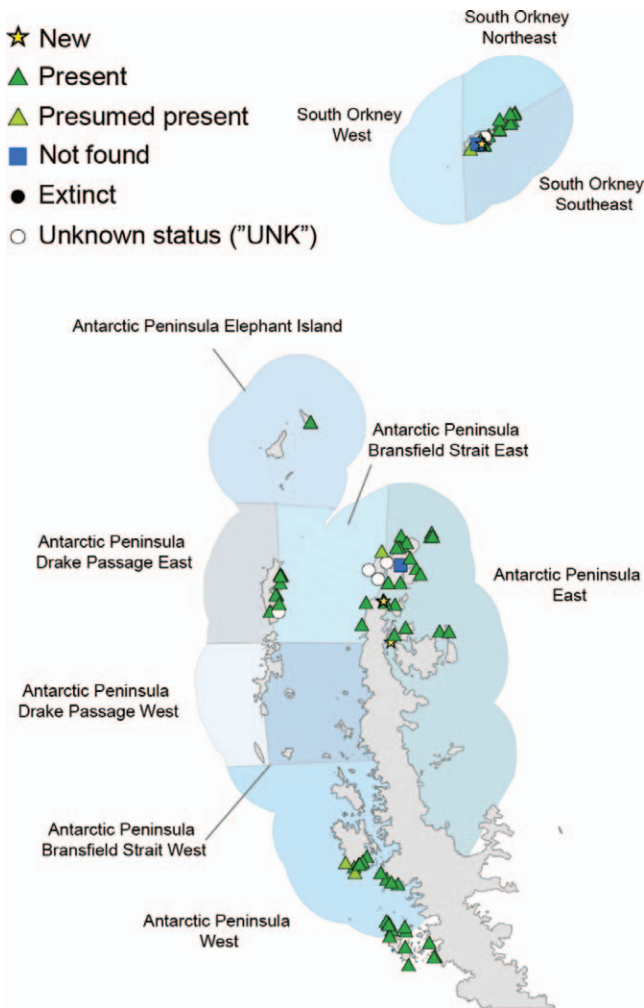 New
Present
Presumed present
Not found
Extinct
Unknown status (”UNK”)
South Orkney
Northeast
South Orkney
West
South Orkney
Southeast
Antarctic Peninsula Elephant Island
Antarctic Peninsula
Bransfield Strait East
Antarctic Peninsula
Drake Passage East
Antarctic Peninsula
East
Antarctic Peninsula
Drake Passage West
Antarctic Peninsula
Bransfield Strait West
Antarctic Peninsula
West